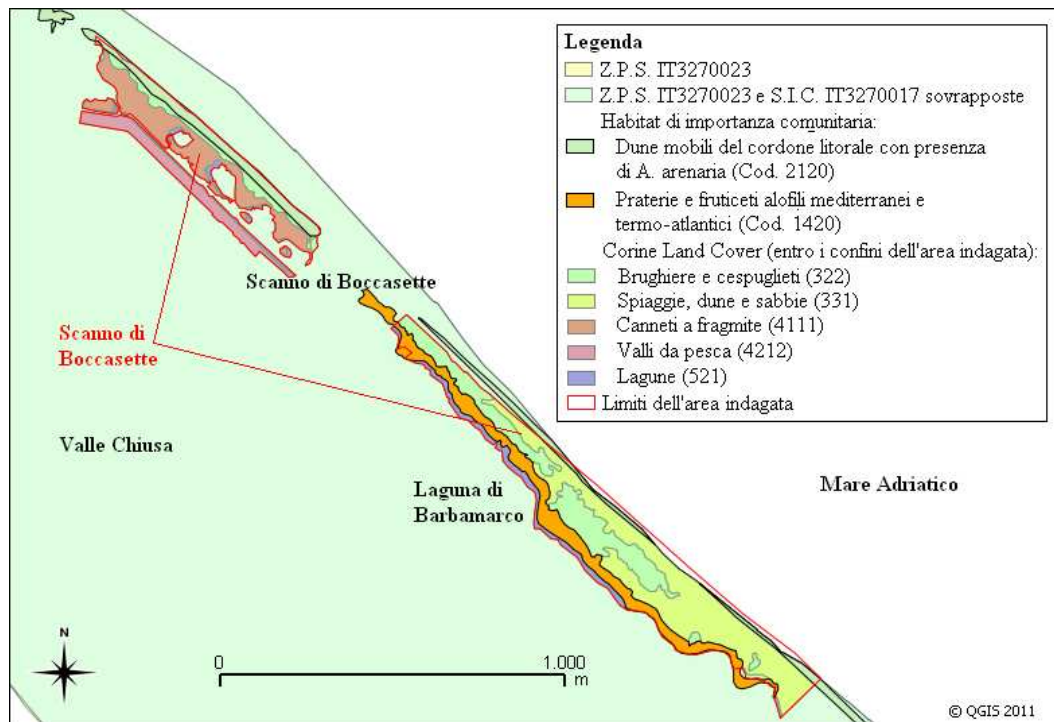 Legenda
Z.P.S. IT3270023
Z.P.S. IT3270023 e S.I.C. IT3270017 sovrapposte
Habitat di importanza comunitaria:
Dune mobili del cordone litorale con presenza
di A. arenaria (Cod. 2120)
Praterie e fruticeti alofili mediterranei e
termo-atlantici (Cod. 1420)
Corine Land Cover (entro i confini dell'area indagata):
Brughiere e cespuglieti (322)
Spiaggie, dune e sabbie (331)
Canneti a fragmite (4111)
Valli da pesca (4212)
Lagune (521)
Limiti dell'area indagata
Scanno di Boccasette
Scanno di
Boccasette
Valle Chiusa
Laguna di
Barbamarco
Mare Adriatico
N
0 1.000
m
© QGIS 2011